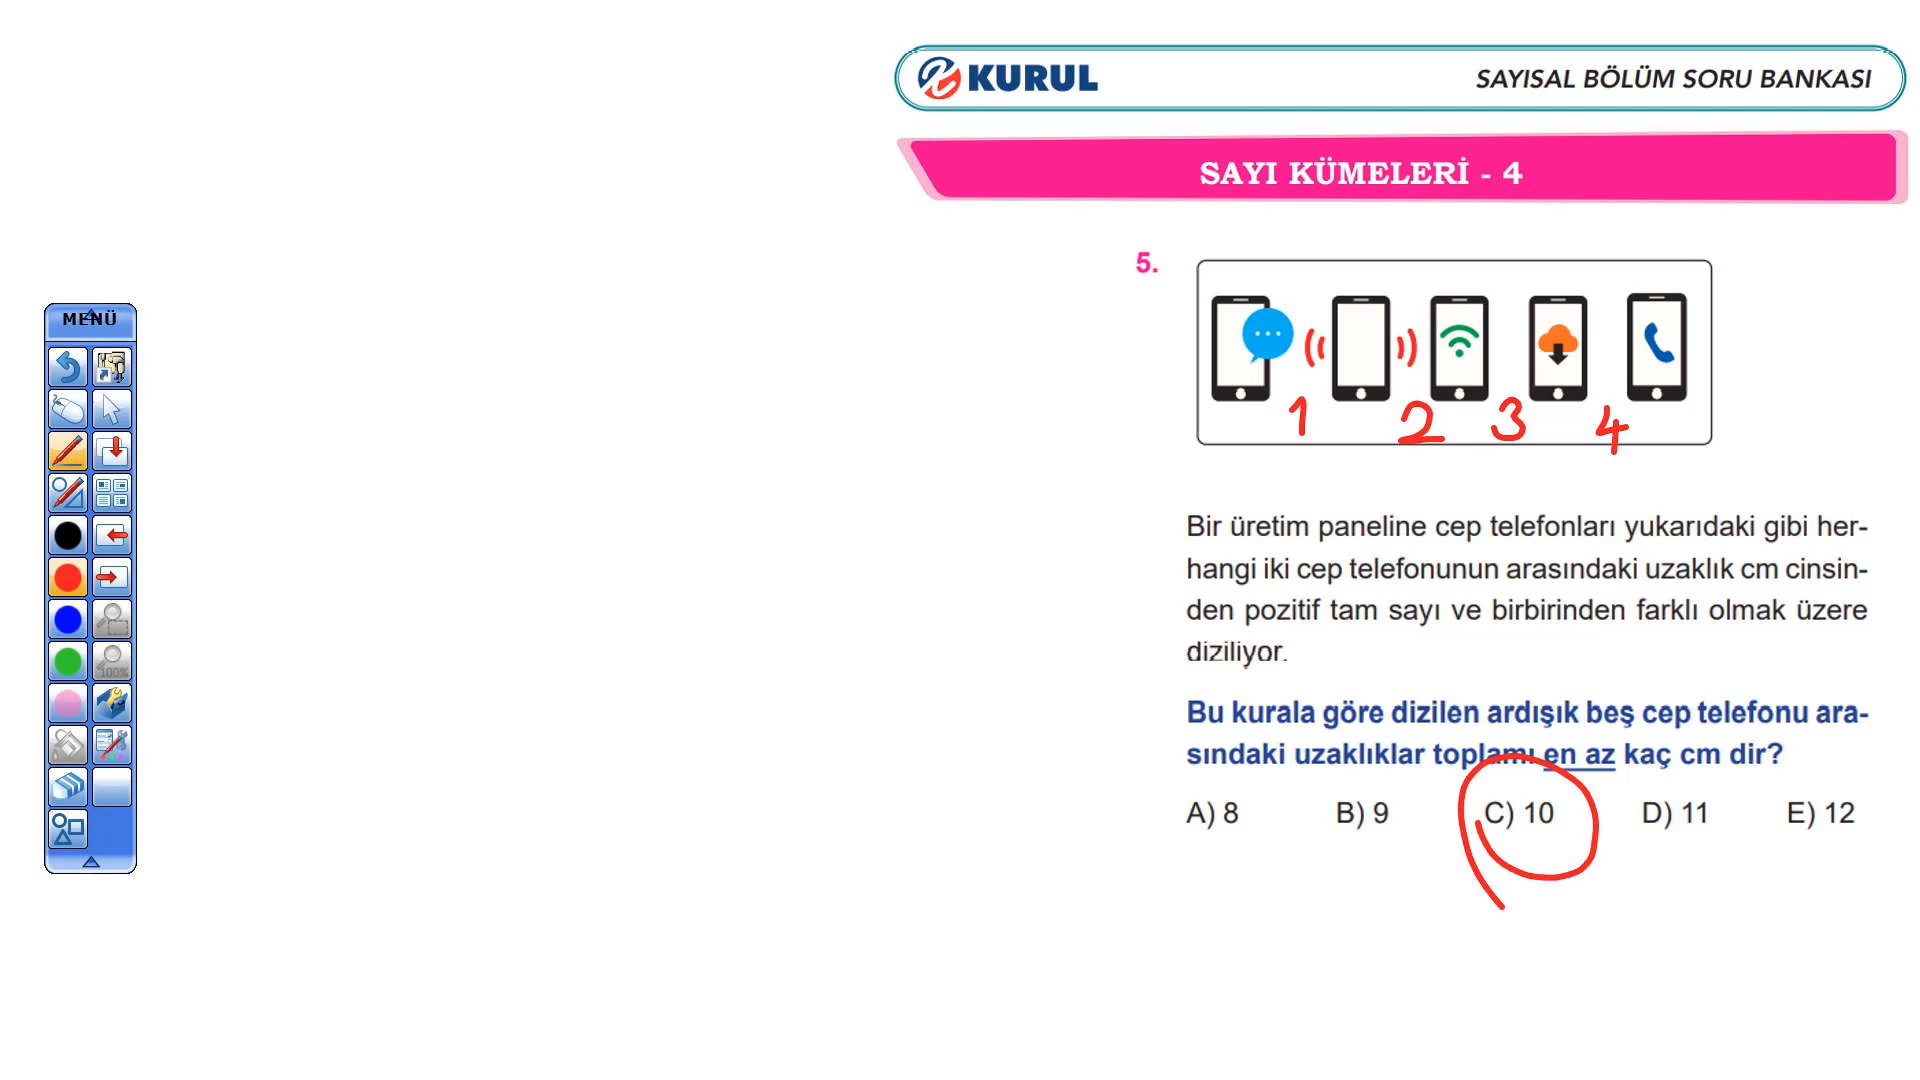 KURUL
SAYISAL BÖLÜM SORU BANKASI
SAYI KÜMELERİ - 4
MENÜ
100%
5.
1 2 3 4
Bir üretim paneline cep telefonları yukarıdaki gibi her-
hangi iki cep telefonunun arasındaki uzaklık cm cinsin-
den pozitif tam sayı ve birbirinden farklı olmak üzere
diziliyor.
Bu kurala göre dizilen ardışık beş cep telefonu ara-
sındaki uzaklıklar toplamı en az kaç cm dir?
A) 8 B) 9 C) 10 D) 11 E) 12